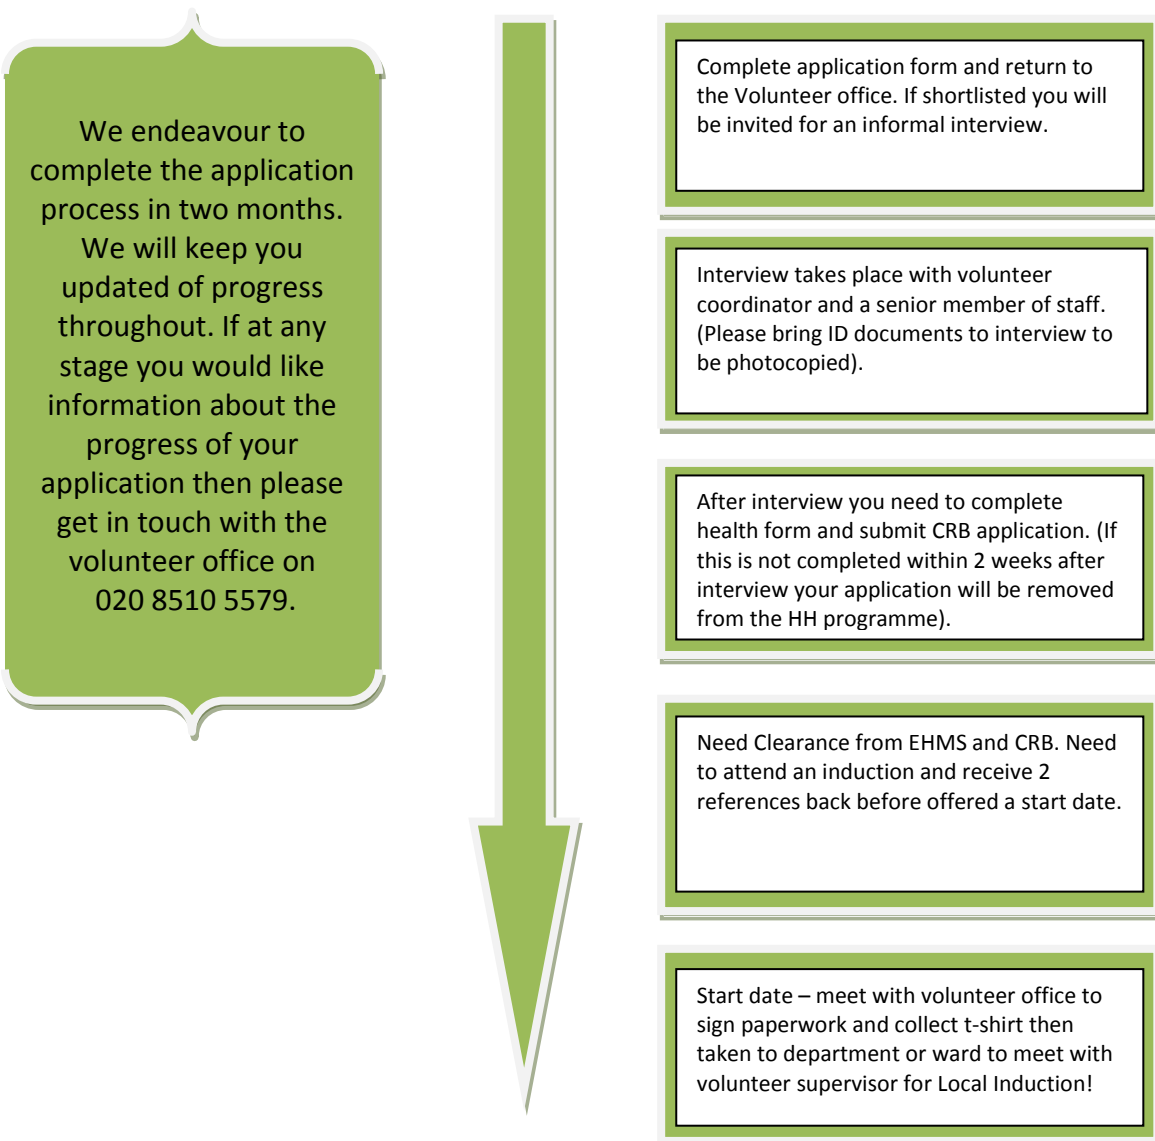 We endeavour to
complete the application
process in two months.
We will keep you
updated of progress
throughout. If at any
stage you would like
information about the
progress of your
application then please
get in touch with the
volunteer office on
020 8510 5579.
Complete application form and return to
the Volunteer office. If shortlisted you will
be invited for an informal interview.
Interview takes place with volunteer
coordinator and a senior member of staff.
(Please bring ID documents to interview to
be photocopied).
After interview you need to complete
health form and submit CRB application. (If
this is not completed within 2 weeks after
interview your application will be removed
from the HH programme).
Need Clearance from EHMS and CRB. Need
to attend an induction and receive 2
references back before offered a start date.
Start date – meet with volunteer office to
sign paperwork and collect t-shirt then
taken to department or ward to meet with
volunteer supervisor for Local Induction!